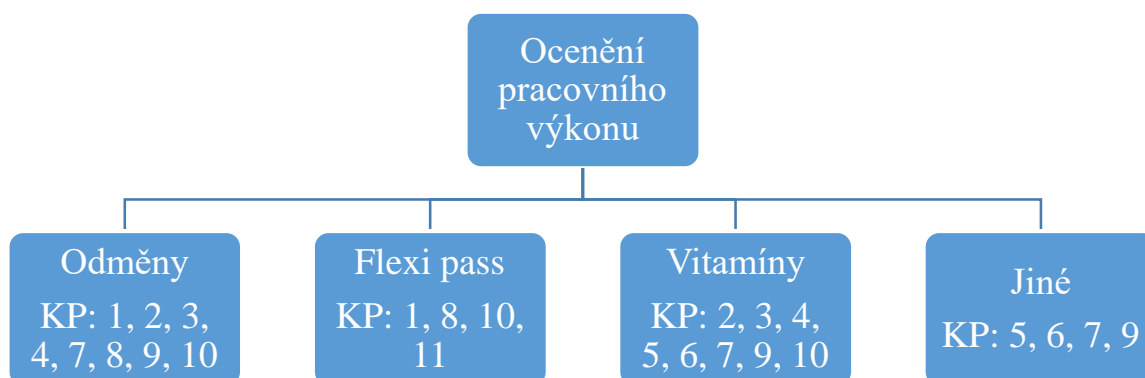 Ocenění
pracovního
výkonu
Odměny
KP: 1, 2, 3,
4, 7, 8, 9, 10
Flexi pass
KP: 1, 8, 10,
11
Vitamíny
KP: 2, 3, 4,
5, 6, 7, 9, 10
Jiné
KP: 5, 6, 7, 9